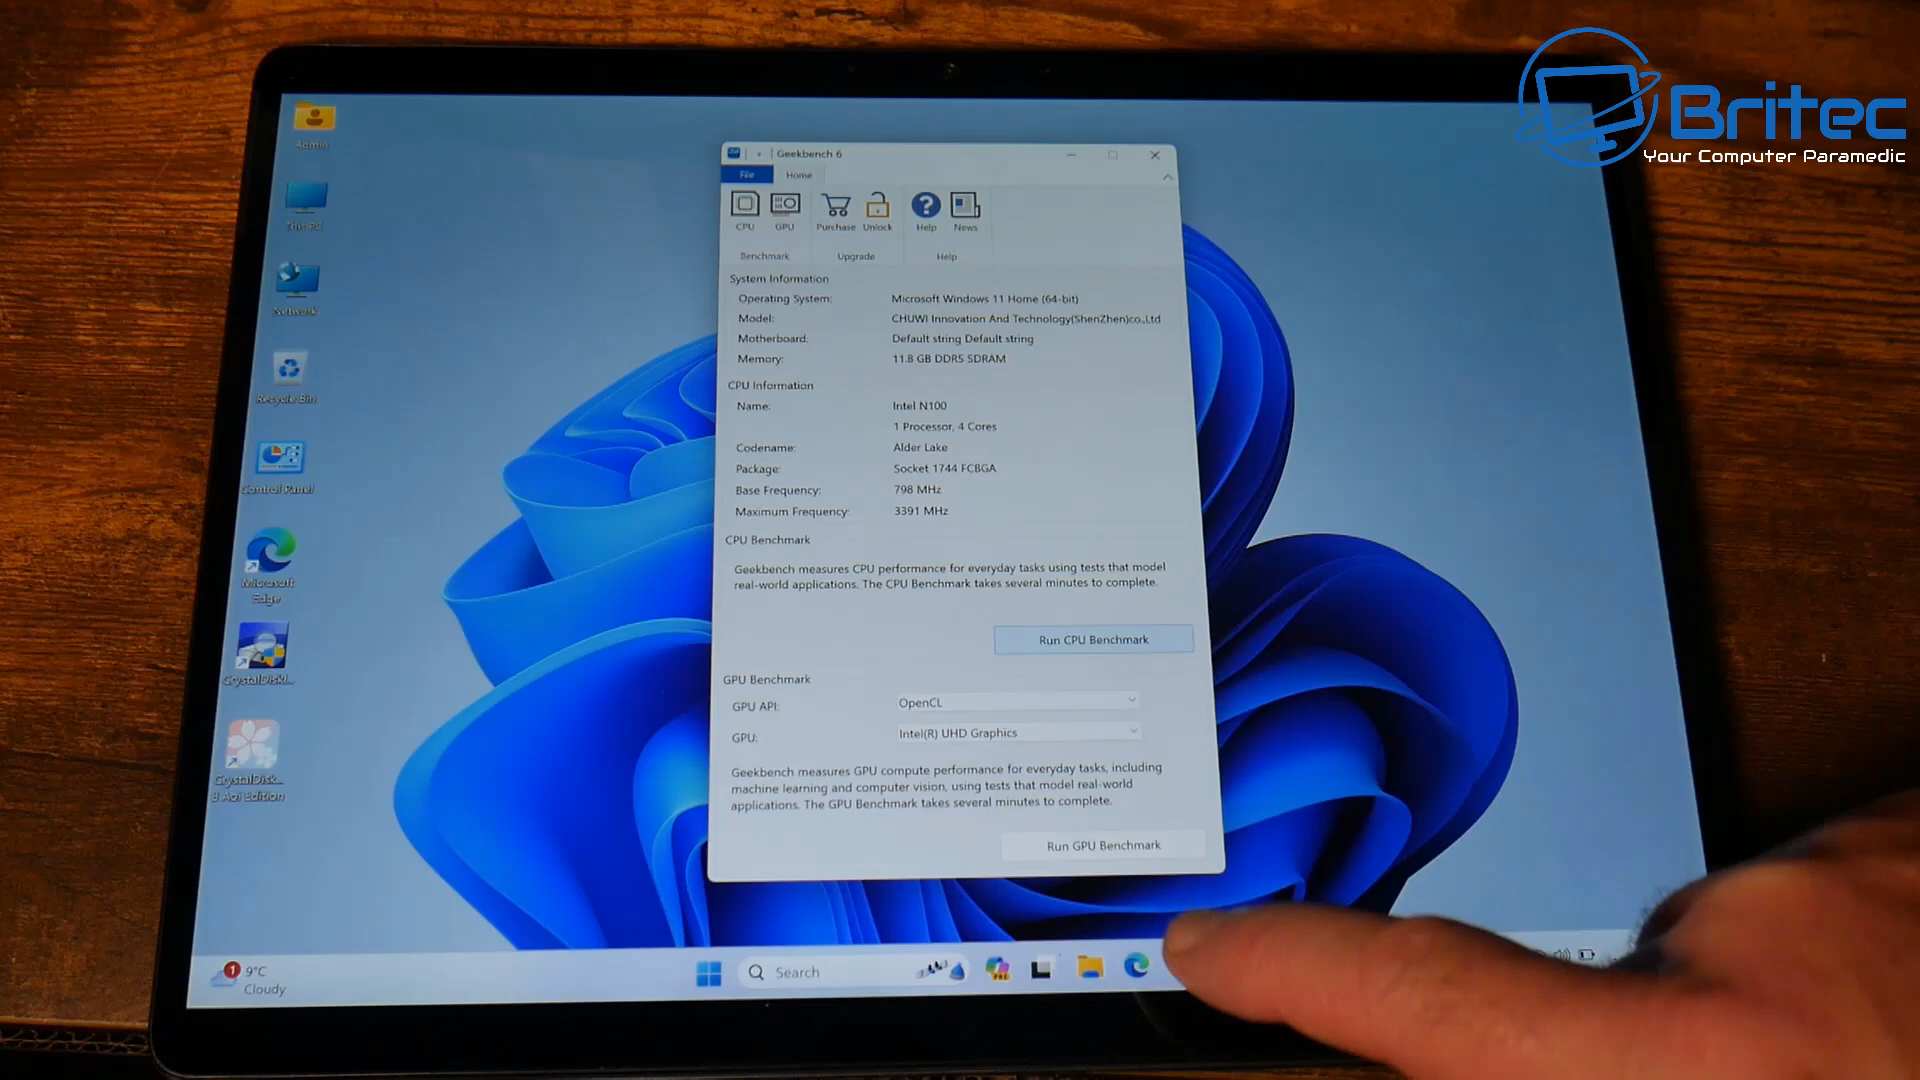 Britec
Your Computer Paramedic
Admin
This PC
Network
Recycle Bin
Control Panel
Microsoft
Edge
CrystalDiskI...
CrystalDisk...
8 Aoi Edition
Geekbench 6
File Home
CPU GPU Purchase Unlock Help News
Benchmark Upgrade Help
System Information
Operating System: Microsoft Windows 11 Home (64-bit)
Model: CHUWI Innovation And Technology(ShenZhen)co.,Ltd
Motherboard: Default string Default string
Memory: 11.8 GB DDR5 SDRAM
CPU Information
Name: Intel N100
1 Processor, 4 Cores
Codename: Alder Lake
Package: Socket 1744 FCBGA
Base Frequency: 798 MHz
Maximum Frequency: 3391 MHz
CPU Benchmark
Geekbench measures CPU performance for everyday tasks using tests that model
real-world applications. The CPU Benchmark takes several minutes to complete.
Run CPU Benchmark
GPU Benchmark
GPU API: OpenCL
GPU: Intel(R) UHD Graphics
Geekbench measures GPU compute performance for everyday tasks, including
machine learning and computer vision, using tests that model real-world
applications. The GPU Benchmark takes several minutes to complete.
Run GPU Benchmark
1
9°C
Cloudy
Search